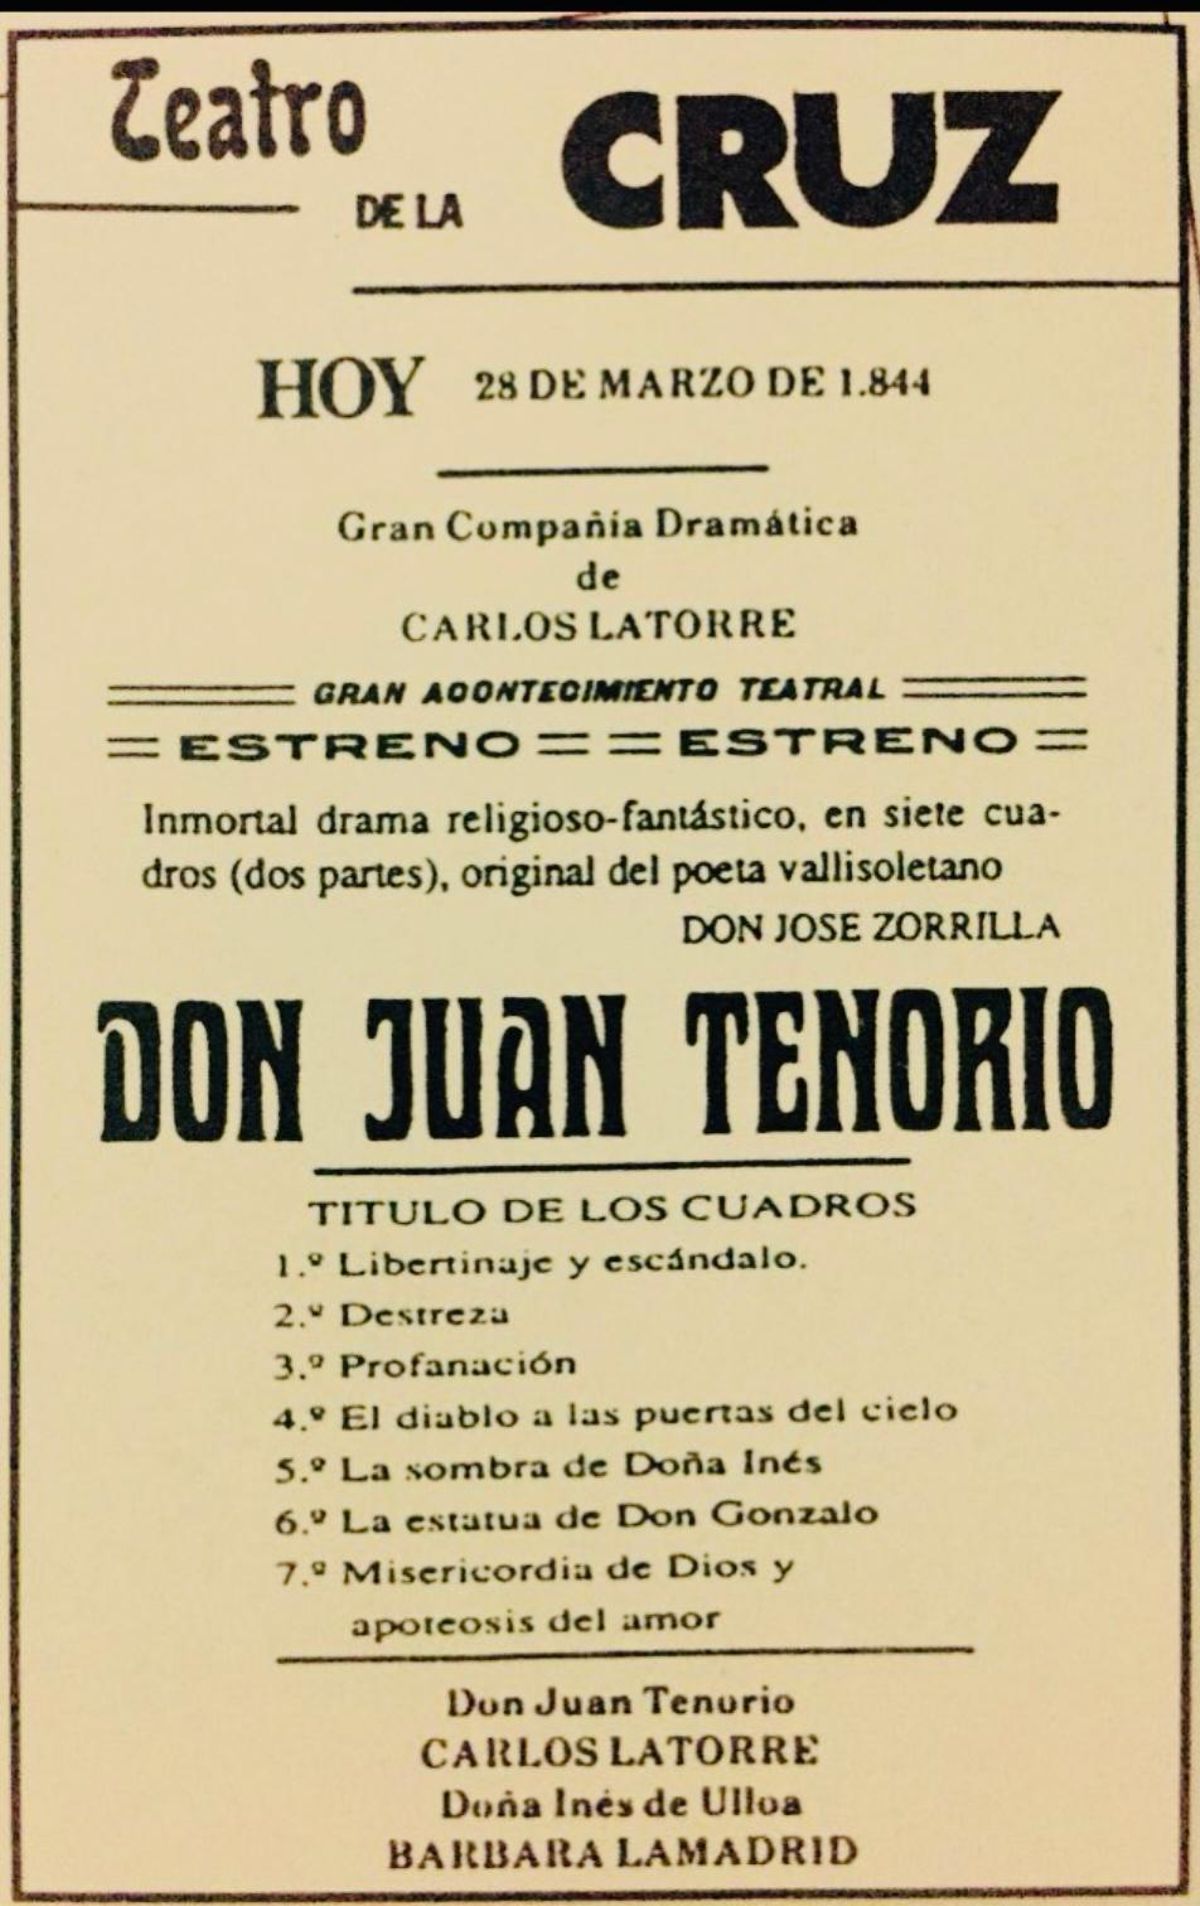 Teatro
DE LA CRUZ
HOY 28 DE MARZO DE 1.844
Gran Compañia Dramática
de
CARLOS LATORRE
GRAN ACONTECIMIENTO TEATRAL
ESTRENO ESTRENO
Inmortal drama religioso-fantástico, en siete cua-
dros (dos partes), original del poeta vallisoletano
DON JOSE ZORRILLA
DON JUAN TENORIO
TITULO DE LOS CUADROS
1.º Libertinaje y escándalo.
2.º Destreza
3.º Profanación
4.º El diablo a las puertas del cielo
5.º La sombra de Doña Inés
6.º La estatua de Don Gonzalo
7.º Misericordia de Dios y
apoteosis del amor
Don Juan Tenorio
CARLOS LATORRE
Doña Inés de Ulloa
BARBARA LAMADRID